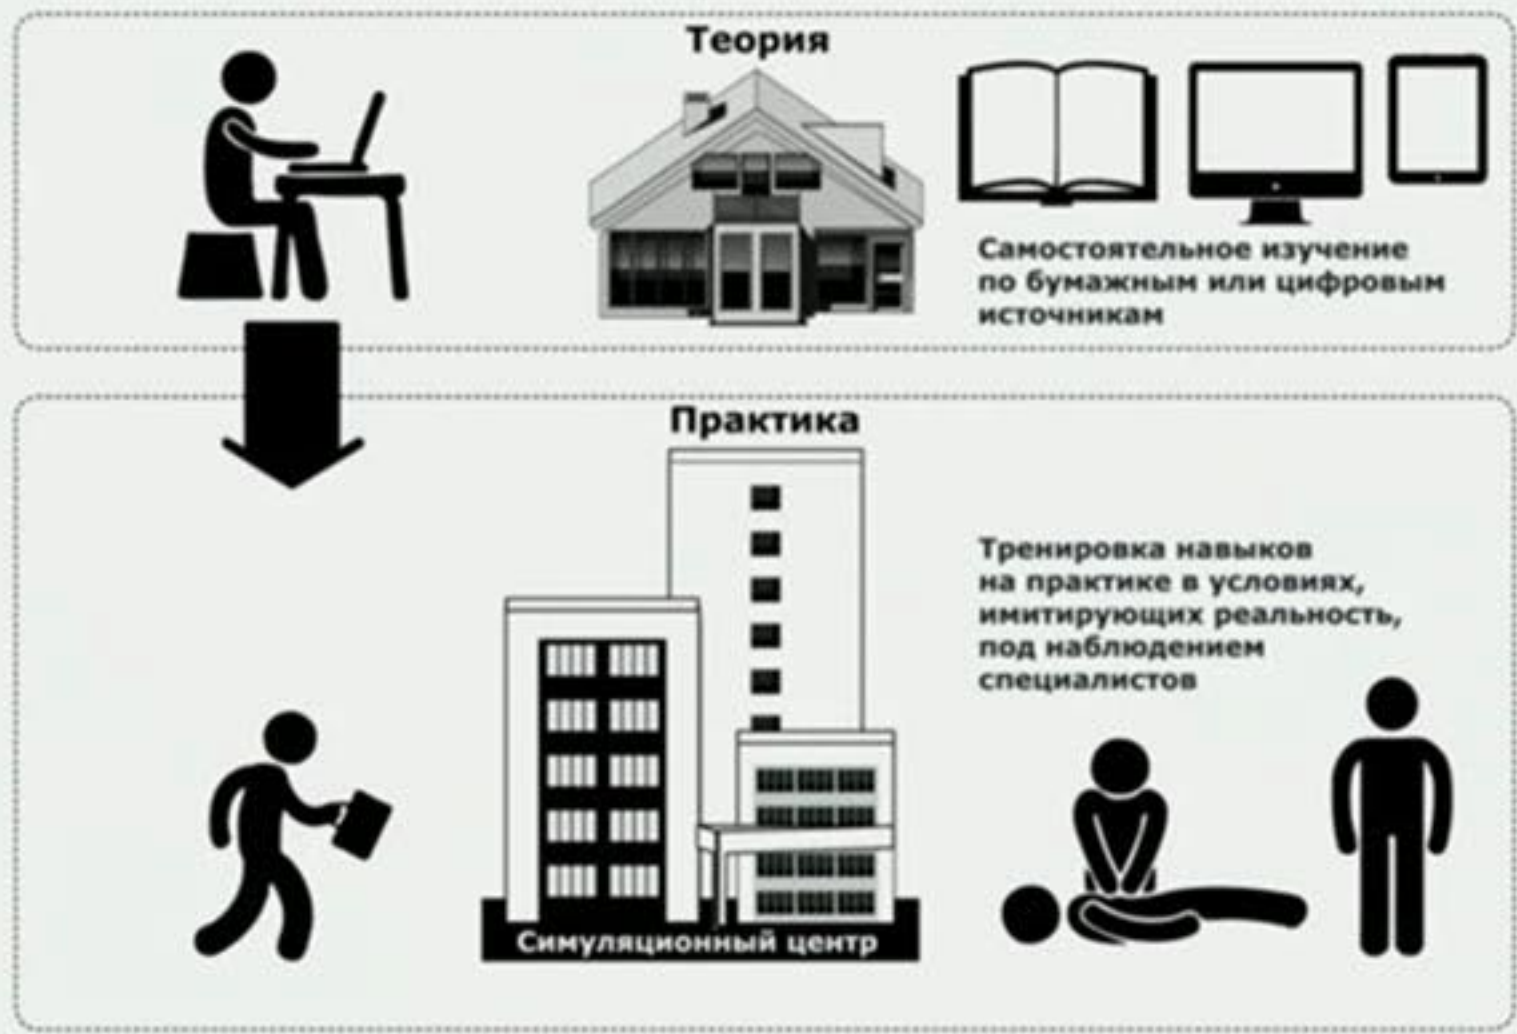 Теория
Самостоятельное изучение
по бумажным или цифровым
источникам
Практика
Тренировка навыков
на практике в условиях,
имитирующих реальность,
под наблюдением
специалистов
Симуляционный центр